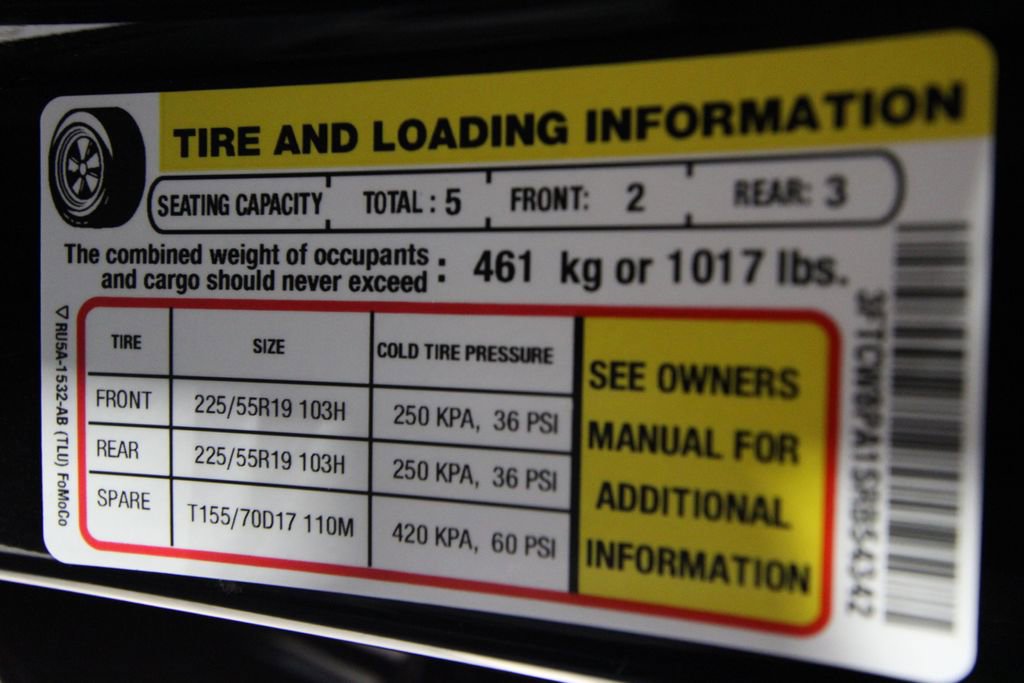 TIRE AND LOADING INFORMATION
SEATING CAPACITY TOTAL : 5 FRONT: 2 REAR: 3
The combined weight of occupants
and cargo should never exceed : 461 kg or 1017 lbs.
TIRE SIZE COLD TIRE PRESSURE
FRONT 225/55R19 103H 250 KPA, 36 PSI
REAR 225/55R19 103H 250 KPA, 36 PSI
SPARE T155/70D17 110M 420 KPA, 60 PSI
SEE OWNERS
MANUAL FOR
ADDITIONAL
INFORMATION
RU5A-1532-AB (TLU) FoMoCo